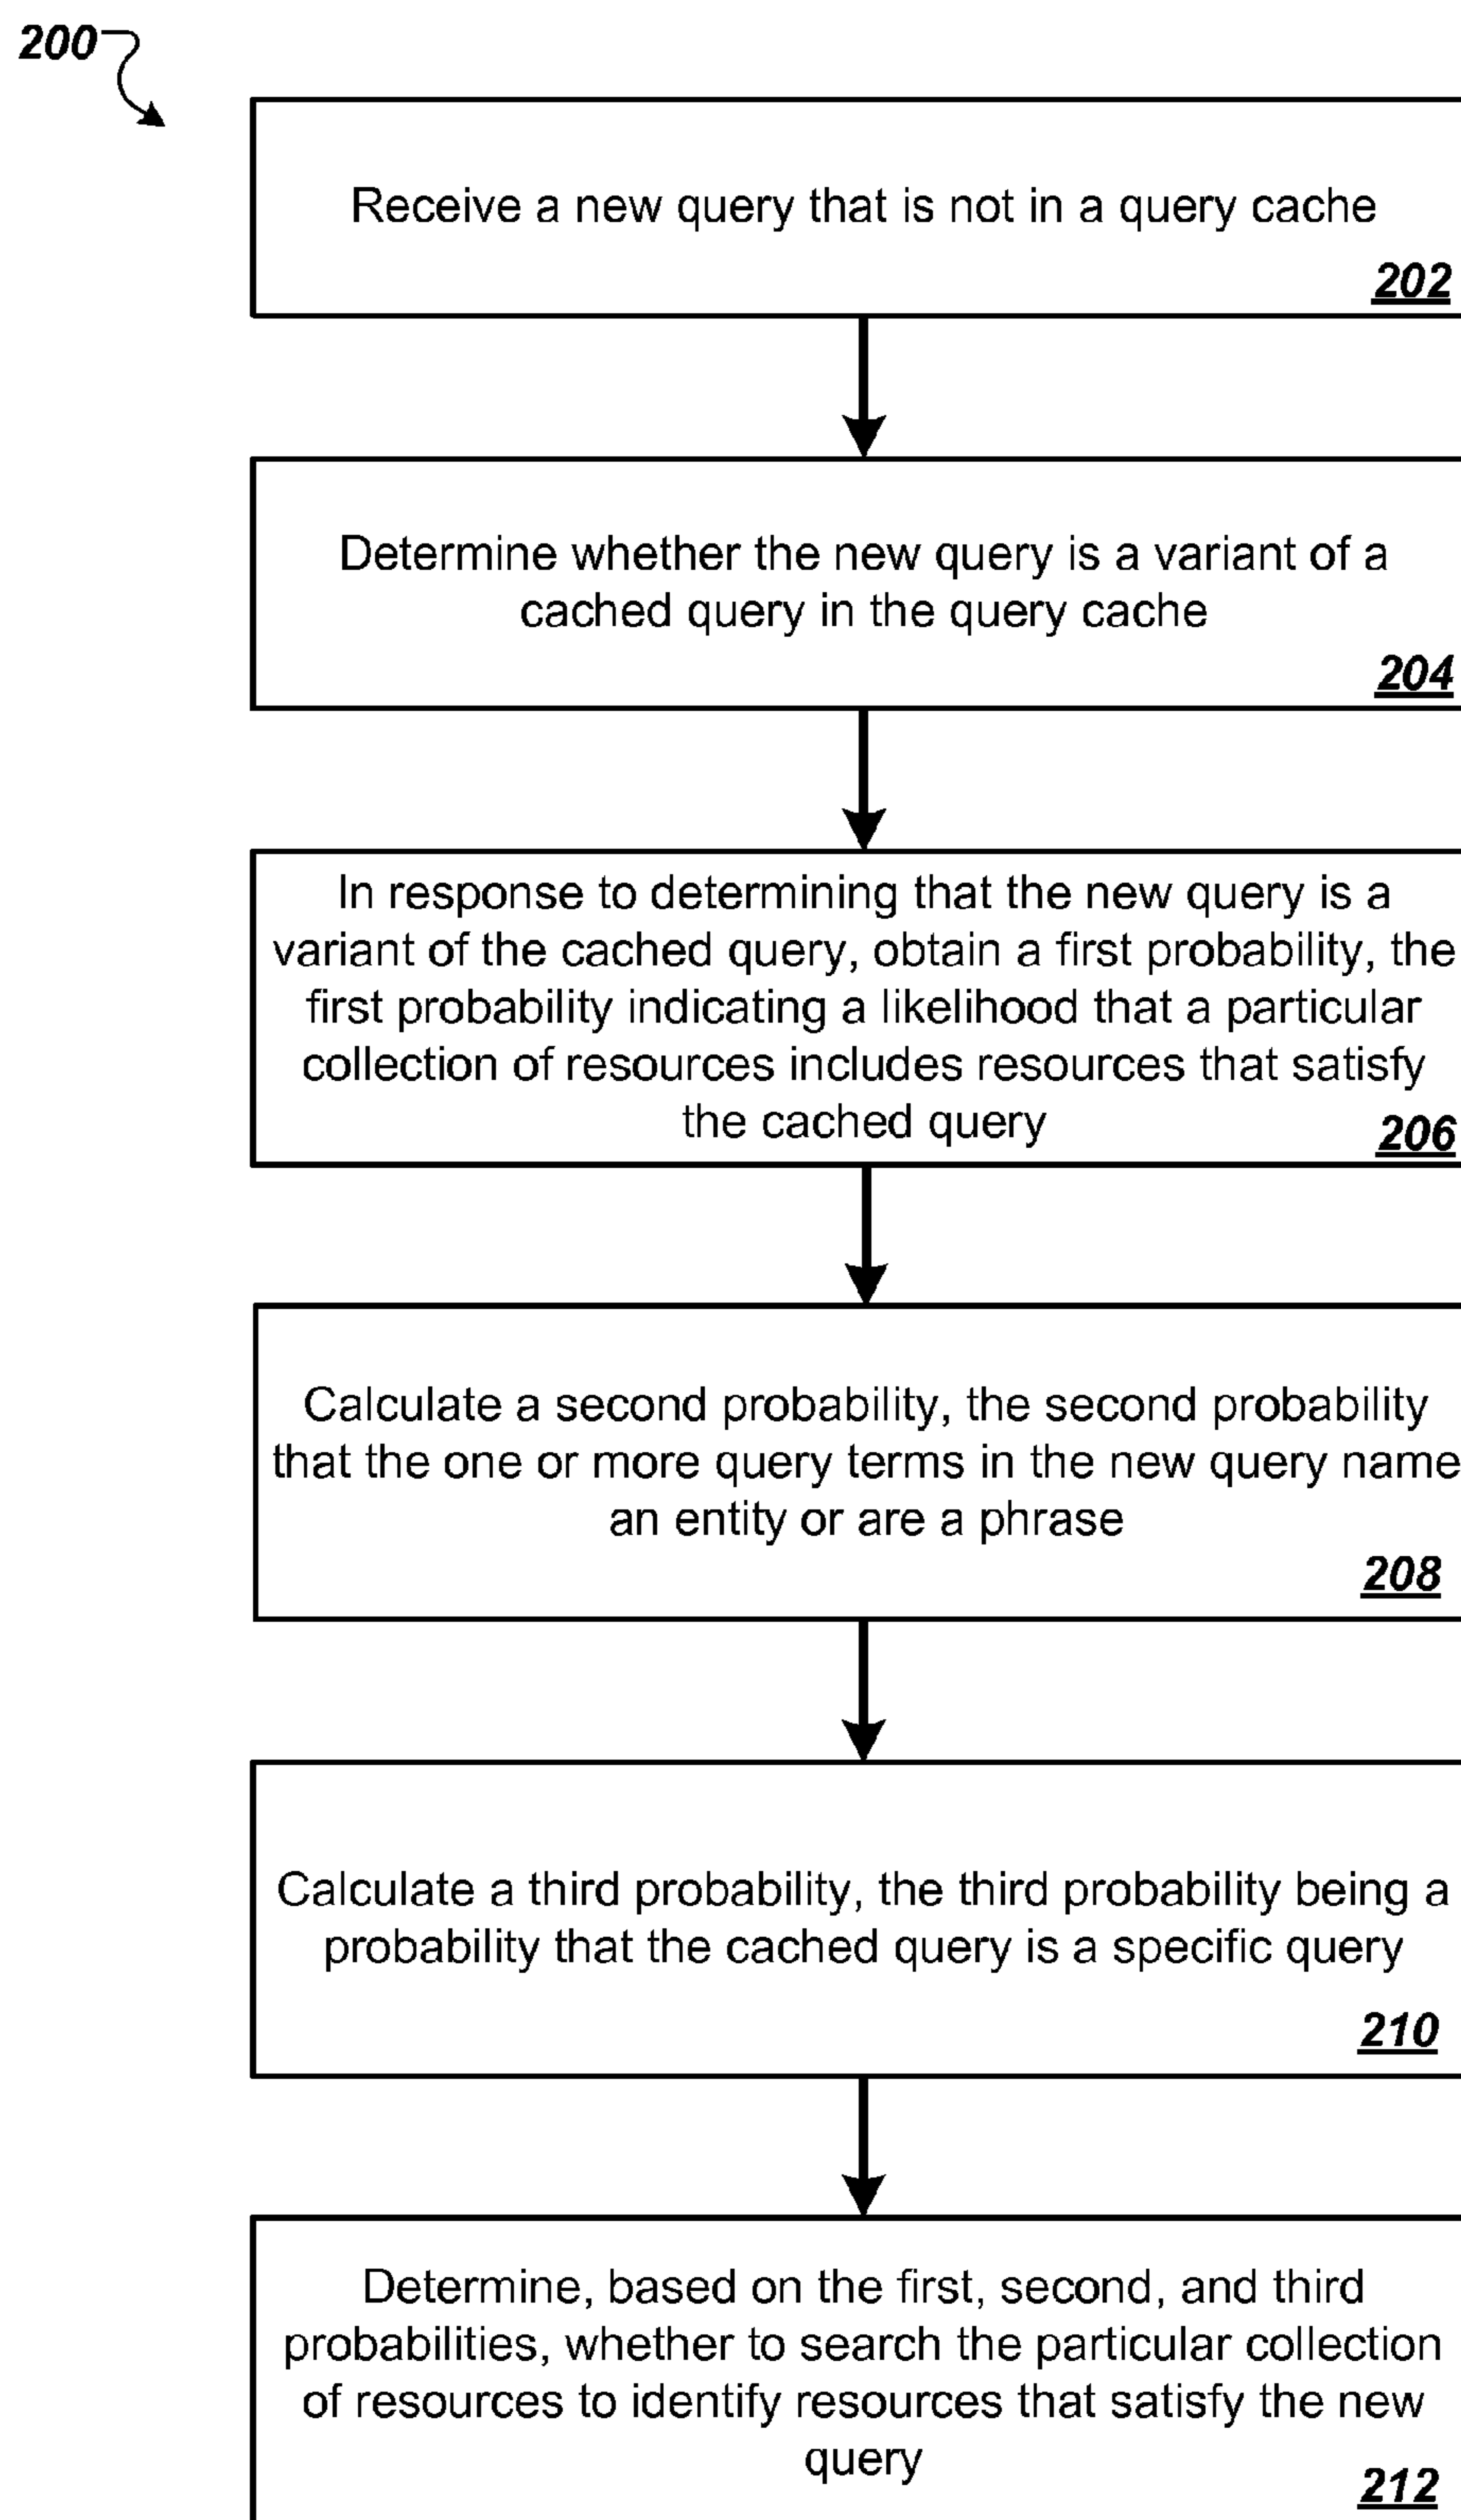 200
Receive a new query that is not in a query cache
202
Determine whether the new query is a variant of a
cached query in the query cache
204
In response to determining that the new query is a
variant of the cached query, obtain a first probability, the
first probability indicating a likelihood that a particular
collection of resources includes resources that satisfy
the cached query
206
Calculate a second probability, the second probability
that the one or more query terms in the new query name
an entity or are a phrase
208
Calculate a third probability, the third probability being a
probability that the cached query is a specific query
210
Determine, based on the first, second, and third
probabilities, whether to search the particular collection
of resources to identify resources that satisfy the new
query
212